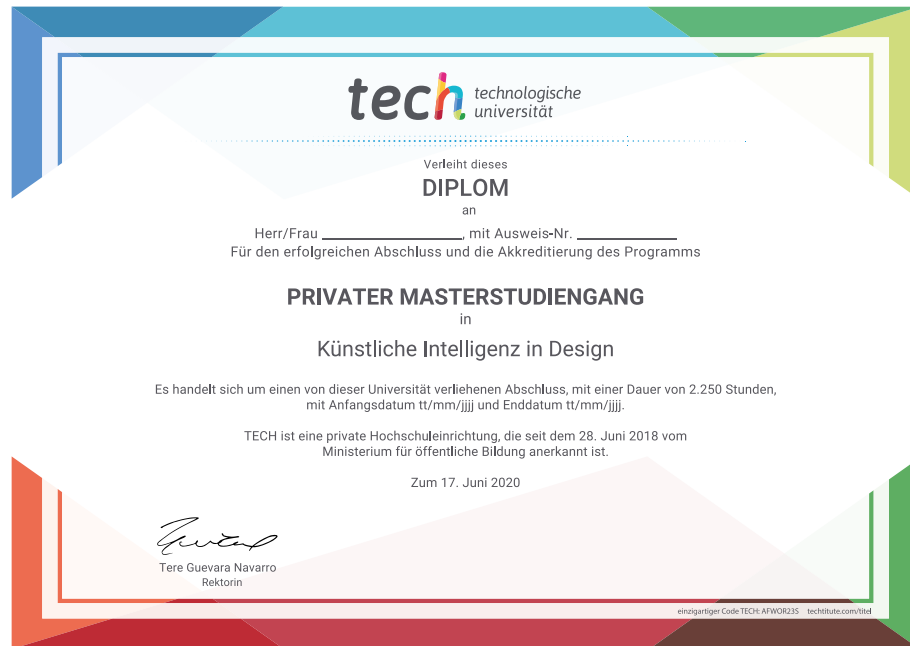 tech technologische
universität
Verleiht dieses
DIPLOM
an
Herr/Frau ____________________, mit Ausweis-Nr. ______________
Für den erfolgreichen Abschluss und die Akkreditierung des Programms
PRIVATER MASTERSTUDIENGANG
in
Künstliche Intelligenz in Design
Es handelt sich um einen von dieser Universität verliehenen Abschluss, mit einer Dauer von 2.250 Stunden,
mit Anfangsdatum tt/mm/jjjj und Enddatum tt/mm/jjjj.
TECH ist eine private Hochschuleinrichtung, die seit dem 28. Juni 2018 vom
Ministerium für öffentliche Bildung anerkannt ist.
Zum 17. Juni 2020
Tere Guevara Navarro
Rektorin
einzigartiger Code TECH: AFWOR23S techtitute.com/titel